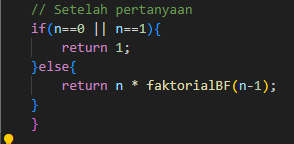 // Setelah pertanyaan
if(n==0 || n==1){
return 1;
}else{
return n * faktorialBF(n-1);
}
}